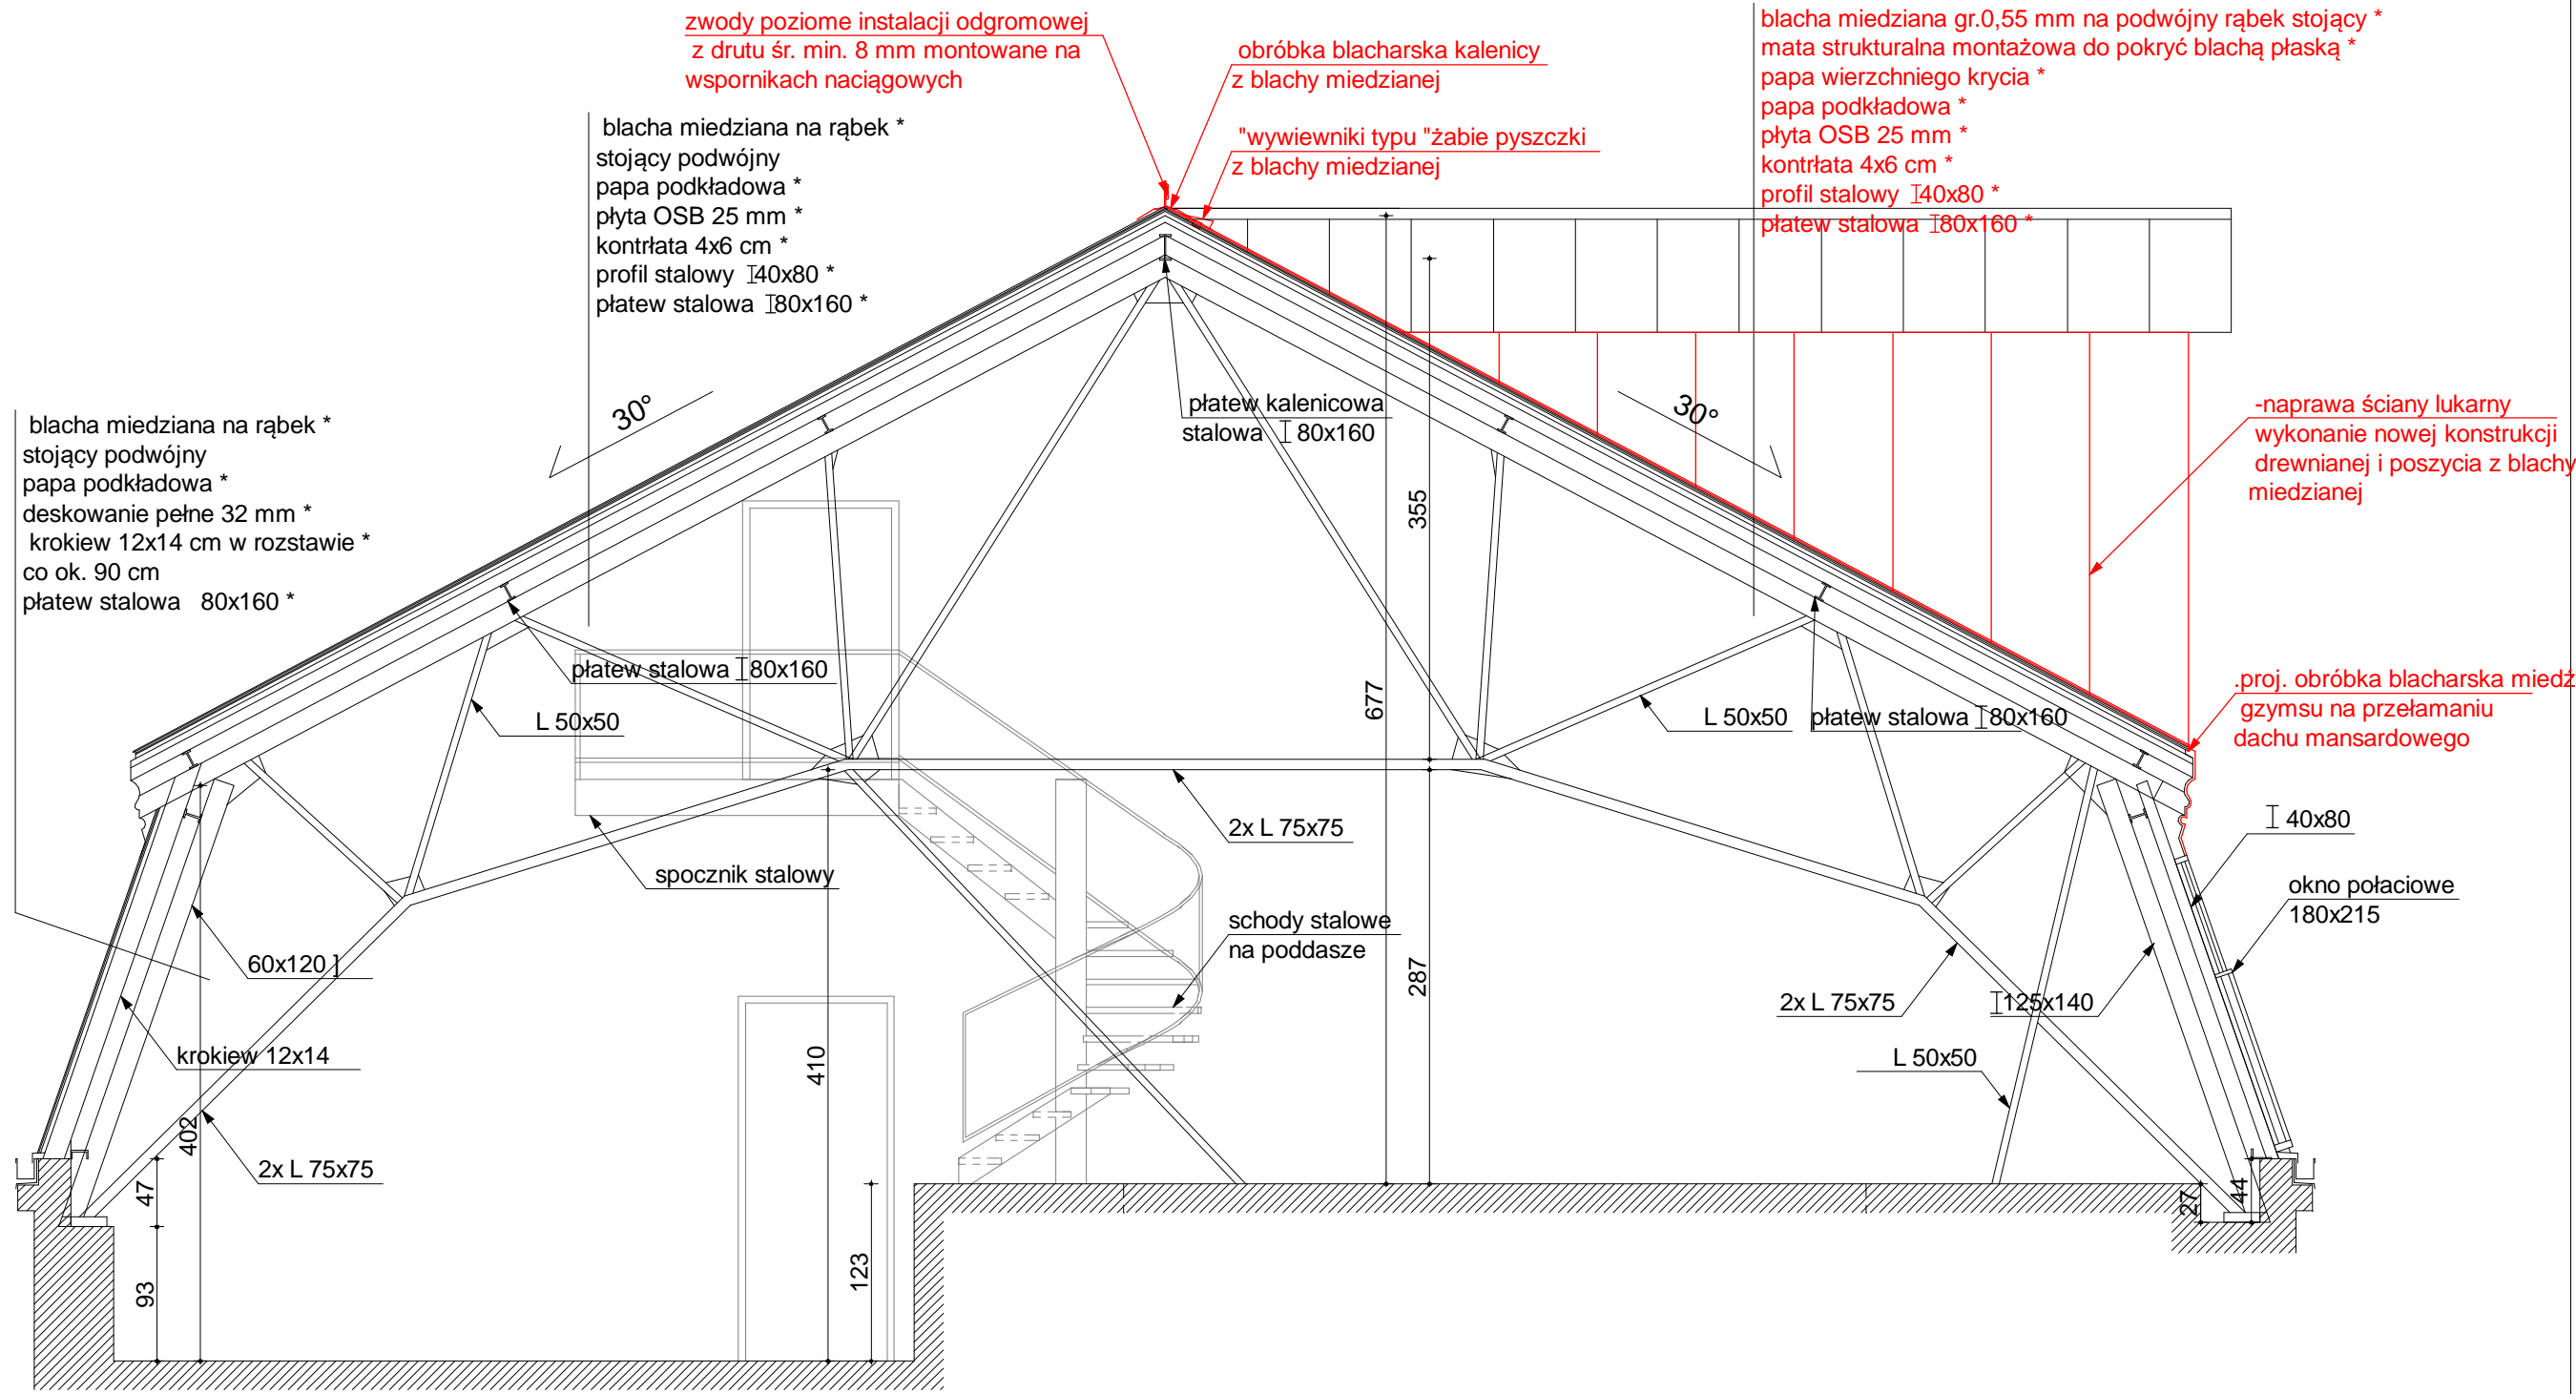 zwody poziome instalacji odgromowej
z drutu śr. min. 8 mm montowane na
wspornikach naciągowych
obróbka blacharska kalenicy
z blachy miedzianej
"wywiewniki typu "żabie pyszczki
z blachy miedzianej
blacha miedziana gr.0,55 mm na podwójny rąbek stojący *
mata strukturalna montażowa do pokryć blachą płaską *
papa wierzchniego krycia *
papa podkładowa *
płyta OSB 25 mm *
kontrłata 4x6 cm *
profil stalowy I40x80 *
płatew stalowa I80x160 *
blacha miedziana na rąbek *
stojący podwójny
papa podkładowa *
płyta OSB 25 mm *
kontrłata 4x6 cm *
profil stalowy I40x80 *
płatew stalowa I80x160 *
blacha miedziana na rąbek *
stojący podwójny
papa podkładowa *
deskowanie pełne 32 mm *
krokiew 12x14 cm w rozstawie *
co ok. 90 cm
płatew stalowa 80x160 *
30°
30°
płatew kalenicowa
stalowa I 80x160
-naprawa ściany lukarny
wykonanie nowej konstrukcji
drewnianej i poszycia z blachy
miedzianej
355
677
płatew stalowa I80x160
L 50x50
L 50x50
płatew stalowa I80x160
.proj. obróbka blacharska miedź
gzymsu na przełamaniu
dachu mansardowego
2x L 75x75
I 40x80
spocznik stalowy
okno połaciowe
180x215
schody stalowe
na poddasze
60x120 ]
287
2x L 75x75
I125x140
krokiew 12x14
410
L 50x50
402
2x L 75x75
47
44
27
123
93